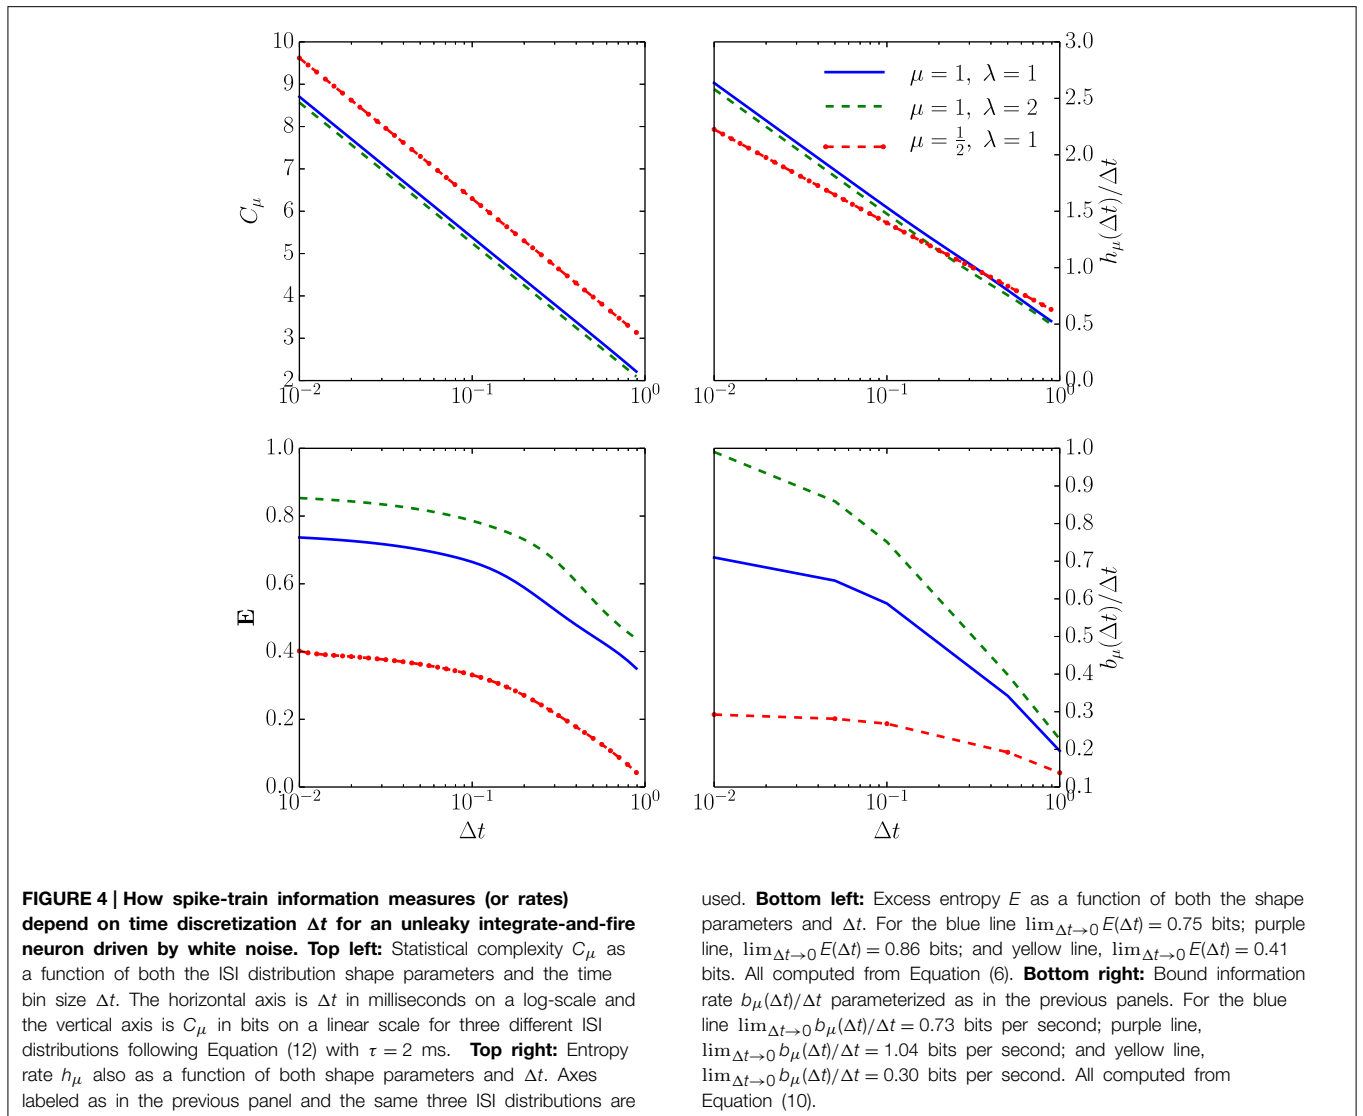 10
9
8
7
6
5
4
3
2
C_μ
10⁻²
10⁻¹
10⁰
3.0
2.5
2.0
1.5
1.0
0.5
0.0
h_μ(Δt)/Δt
μ = 1, λ = 1
μ = 1, λ = 2
μ = 1/2, λ = 1
10⁻²
10⁻¹
10⁰
1.0
0.8
0.6
0.4
0.2
0.0
E
10⁻²
10⁻¹
10⁰
Δt
1.0
0.9
0.8
0.7
0.6
0.5
0.4
0.3
0.2
0.1
b_μ(Δt)/Δt
10⁻²
10⁻¹
10⁰
Δt
FIGURE 4 | How spike-train information measures (or rates)
depend on time discretization Δt for an unleaky integrate-and-fire
neuron driven by white noise. Top left: Statistical complexity C_μ as
a function of both the ISI distribution shape parameters and the time
bin size Δt. The horizontal axis is Δt in milliseconds on a log-scale and
the vertical axis is C_μ in bits on a linear scale for three different ISI
distributions following Equation (12) with τ = 2 ms. Top right: Entropy
rate h_μ also as a function of both shape parameters and Δt. Axes
labeled as in the previous panel and the same three ISI distributions are
used. Bottom left: Excess entropy E as a function of both the shape
parameters and Δt. For the blue line lim_Δt→0 E(Δt) = 0.75 bits; purple
line, lim_Δt→0 E(Δt) = 0.86 bits; and yellow line, lim_Δt→0 E(Δt) = 0.41
bits. All computed from Equation (6). Bottom right: Bound information
rate b_μ(Δt)/Δt parameterized as in the previous panels. For the blue
line lim_Δt→0 b_μ(Δt)/Δt = 0.73 bits per second; purple line,
lim_Δt→0 b_μ(Δt)/Δt = 1.04 bits per second; and yellow line,
lim_Δt→0 b_μ(Δt)/Δt = 0.30 bits per second. All computed from
Equation (10).